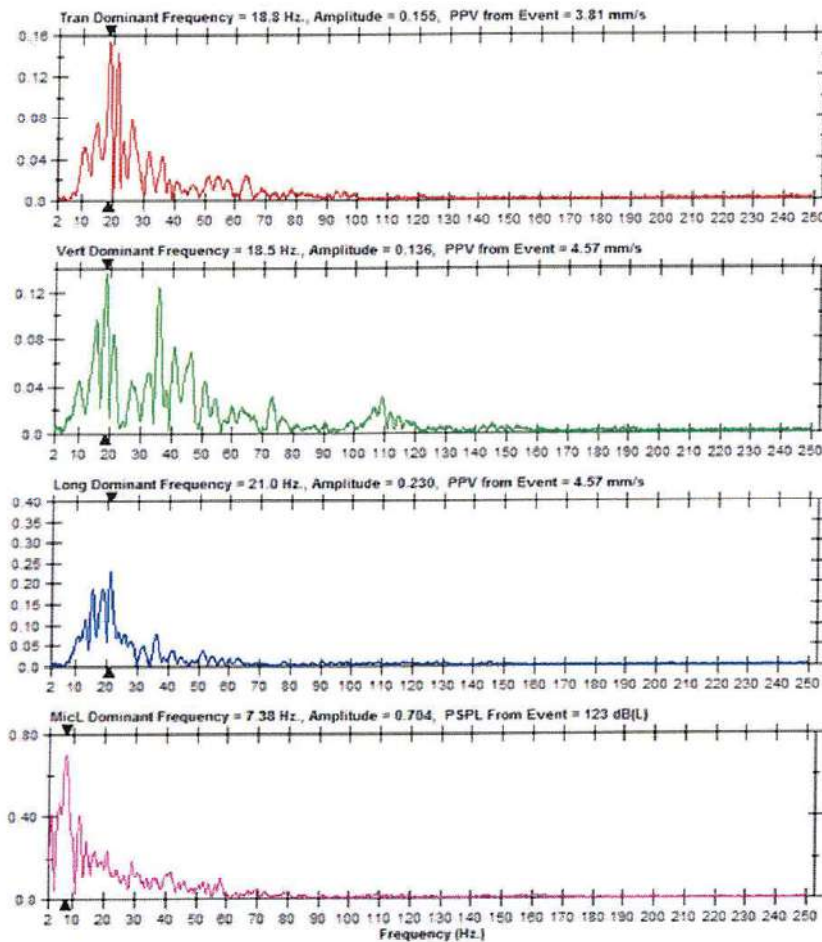 Tran Dominant Frequency = 18.8 Hz., Amplitude = 0.155, PPV from Event = 3.81 mm/s
0.16
0.12
0.08
0.04
0.0
2 10 20 30 40 50 60 70 80 90 100 110 120 130 140 150 160 170 180 190 200 210 220 230 240 250
Vert Dominant Frequency = 18.5 Hz., Amplitude = 0.136, PPV from Event = 4.57 mm/s
0.12
0.08
0.04
0.0
2 10 20 30 40 50 60 70 80 90 100 110 120 130 140 150 160 170 180 190 200 210 220 230 240 250
Long Dominant Frequency = 21.0 Hz., Amplitude = 0.230, PPV from Event = 4.57 mm/s
0.40
0.35
0.30
0.25
0.20
0.15
0.10
0.05
0.0
2 10 20 30 40 50 60 70 80 90 100 110 120 130 140 150 160 170 180 190 200 210 220 230 240 250
MicL Dominant Frequency = 7.38 Hz., Amplitude = 0.704, PSPL From Event = 123 dB(L)
0.80
0.40
0.0
2 10 20 30 40 50 60 70 80 90 100 110 120 130 140 150 160 170 180 190 200 210 220 230 240 250
Frequency (Hz.)